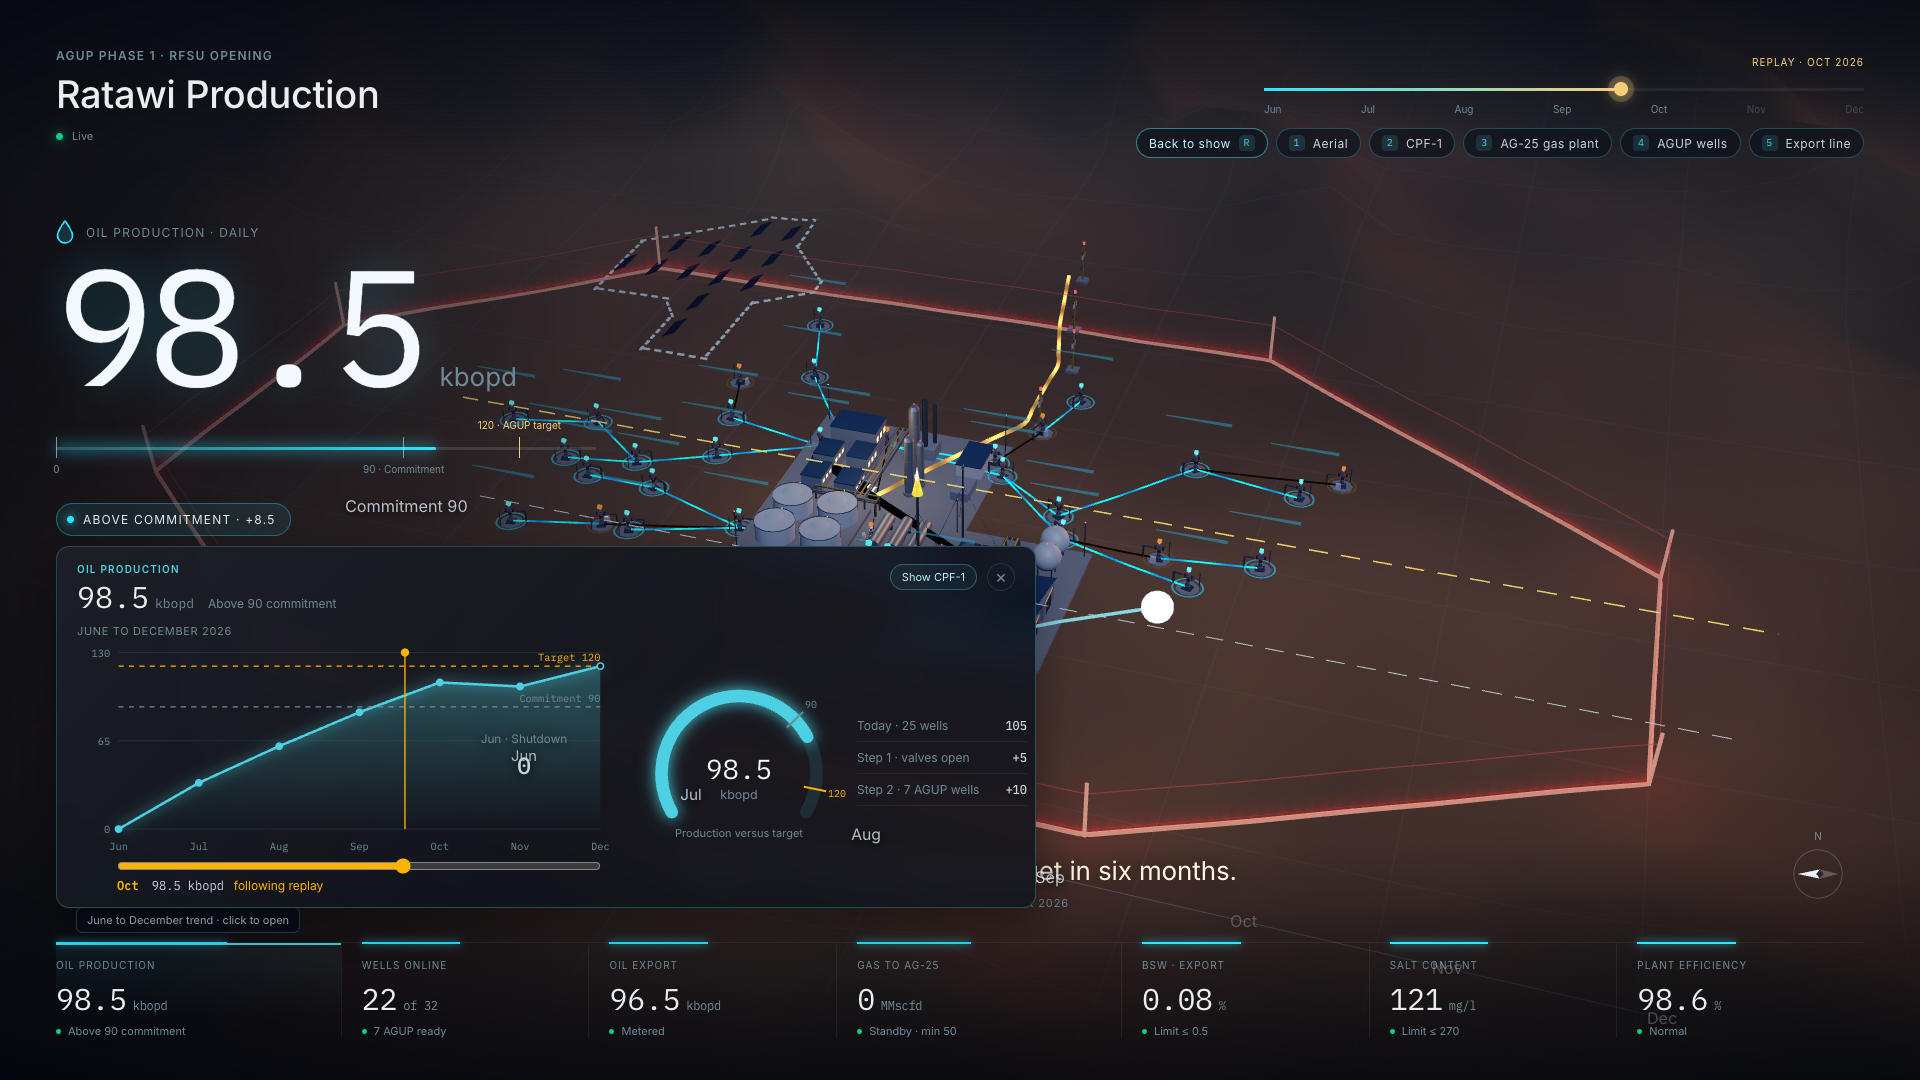 AGUP PHASE 1 · RFSU OPENING
Ratawi Production
Live
REPLAY · OCT 2026
Jun Jul Aug Sep Oct Nov Dec
Back to show R 1 Aerial 2 CPF-1 3 AG-25 gas plant 4 AGUP wells 5 Export line
OIL PRODUCTION · DAILY
98.5 kbopd
120 · AGUP target
0 90 · Commitment
Commitment 90
ABOVE COMMITMENT · +8.5
OIL PRODUCTION
98.5 kbopd Above 90 commitment
Show CPF-1 ×
JUNE TO DECEMBER 2026
130
Target 120
Commitment 90
65
Jun · Shutdown
Jun
0
0
Jun Jul Aug Sep Oct Nov Dec
Oct 98.5 kbopd following replay
90
98.5
kbopd
Jul
120
Production versus target
Today · 25 wells 105
Step 1 · valves open +5
Step 2 · 7 AGUP wells +10
Aug
et in six months.
Sep
2026
Oct
Nov
Dec
N
June to December trend · click to open
OIL PRODUCTION
98.5 kbopd
Above 90 commitment
WELLS ONLINE
22 of 32
7 AGUP ready
OIL EXPORT
96.5 kbopd
Metered
GAS TO AG-25
0 MMscfd
Standby · min 50
BSW · EXPORT
0.08 %
Limit ≤ 0.5
SALT CONTENT
121 mg/l
Limit ≤ 270
PLANT EFFICIENCY
98.6 %
Normal